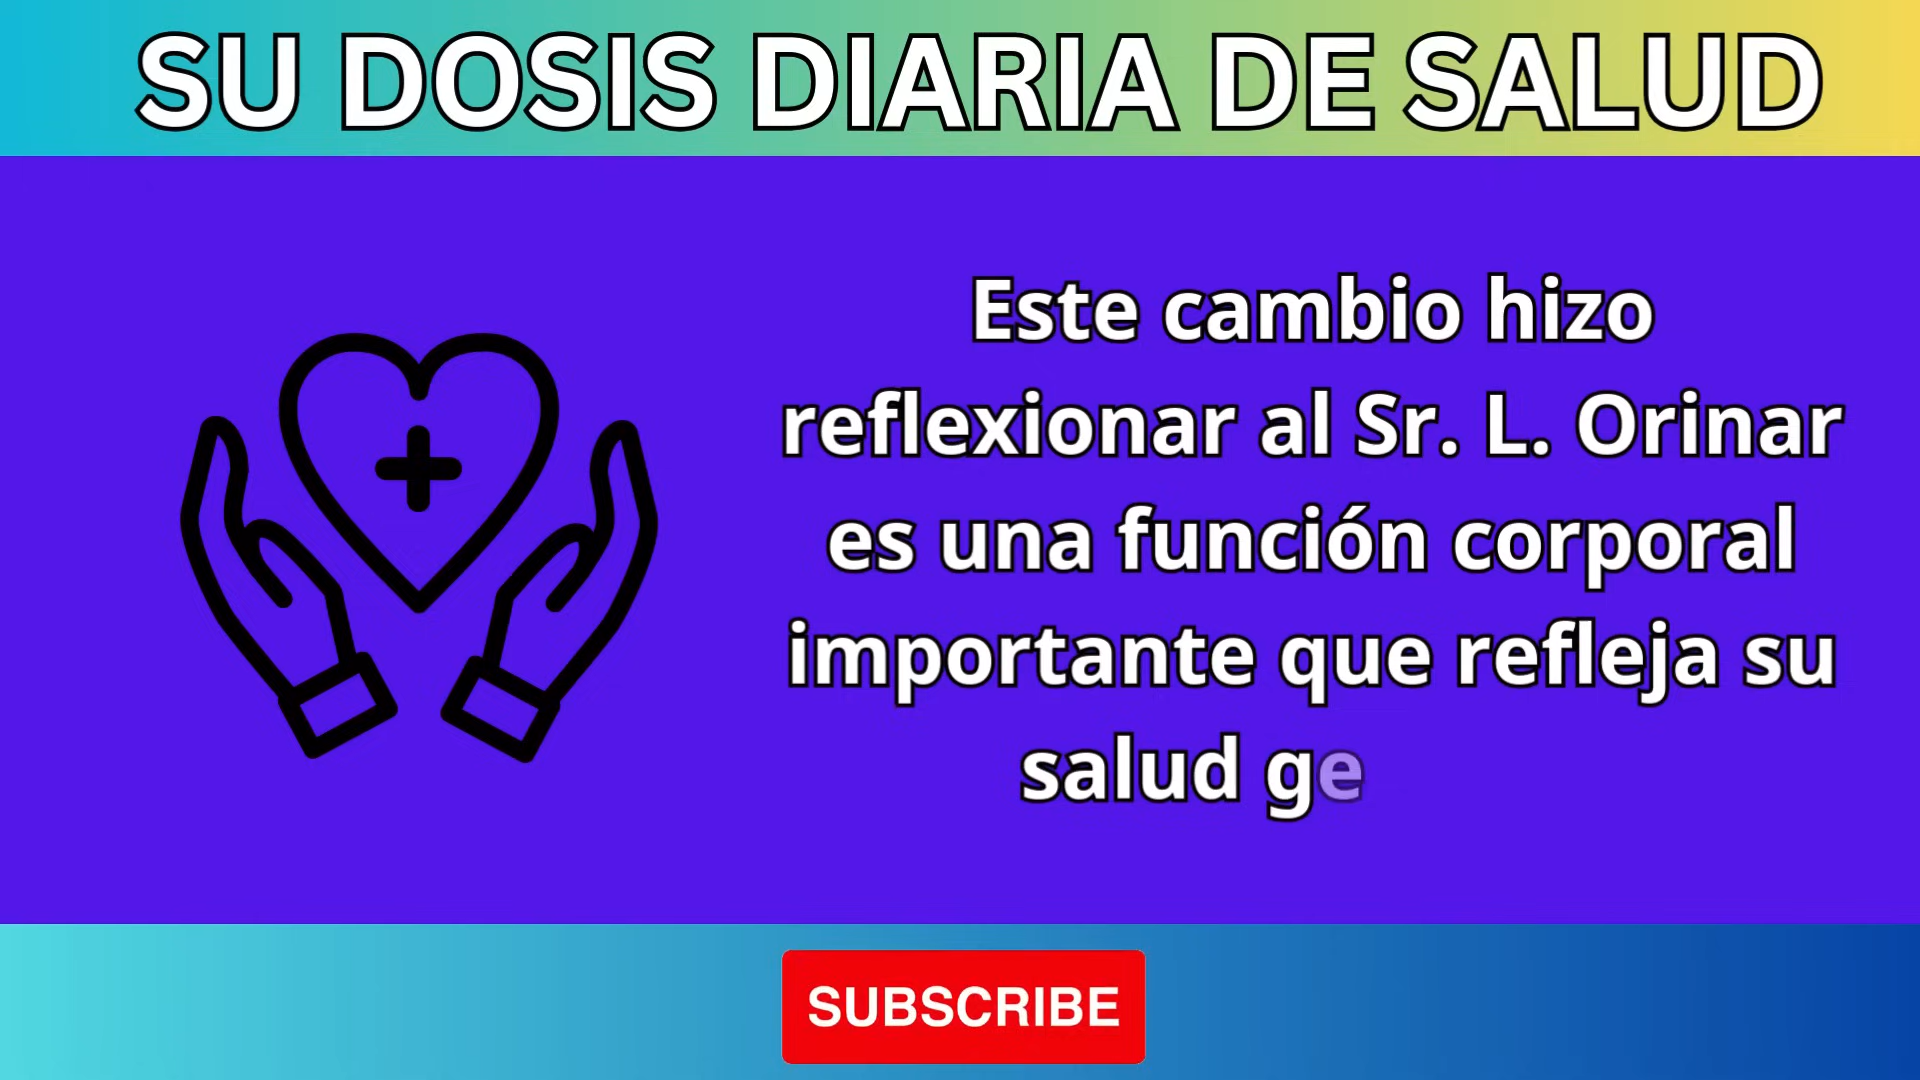 SU DOSIS DIARIA DE SALUD
Este cambio hizo
reflexionar al Sr. L. Orinar
es una función corporal
importante que refleja su
salud ge
SUBSCRIBE